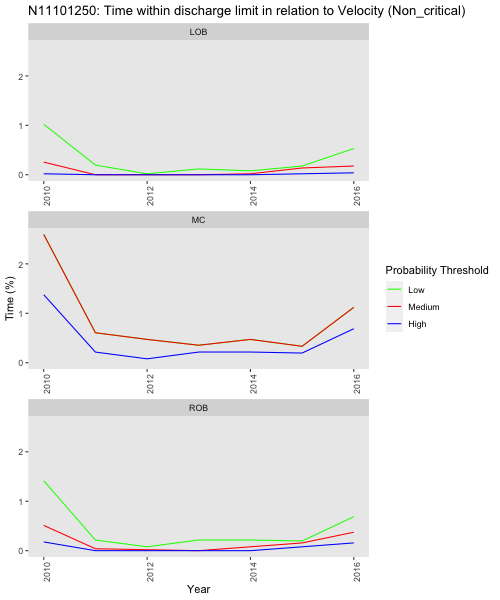 N11101250: Time within discharge limit in relation to Velocity (Non_critical)
LOB
2
1
0
2010
2012
2014
2016
MC
2
1
0
2010
2012
2014
2016
ROB
2
1
0
2010
2012
2014
2016
Time (%)
Year
Probability Threshold
Low
Medium
High